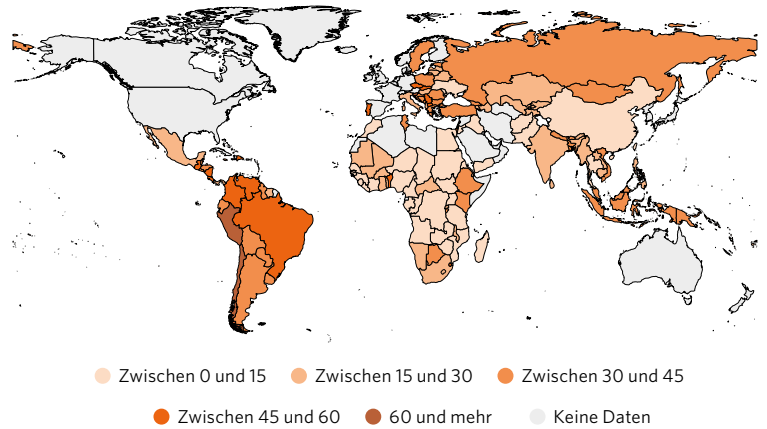 Zwischen 0 und 15 Zwischen 15 und 30 Zwischen 30 und 45
Zwischen 45 und 60 60 und mehr Keine Daten